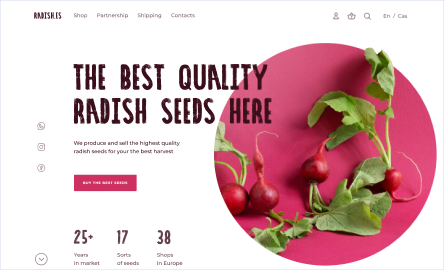 RADISH.ES
Shop Partnership Shipping Contacts
En / Cas
THE BEST QUALITY
RADISH SEEDS HERE
We produce and sell the highest quality
radish seeds for your the best harvest
BUY THE BEST SEEDS
25+ 17 38
Years Sorts Shops
in market of seeds in Europe